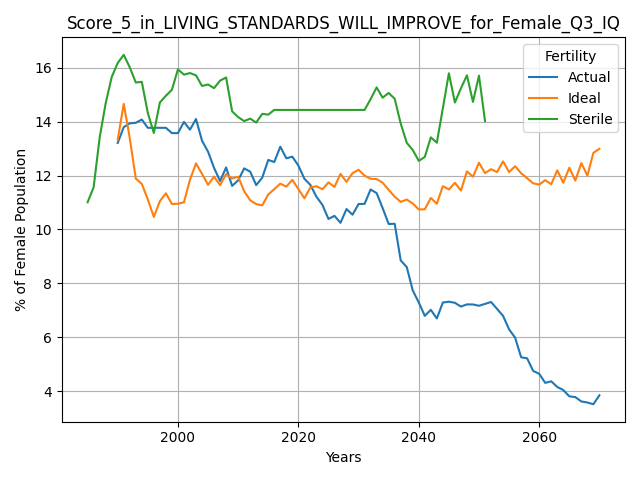 Score_5_in_LIVING_STANDARDS_WILL_IMPROVE_for_Female_Q3_IQ
Fertility
Actual
Ideal
Sterile
% of Female Population
16
14
12
10
8
6
4
2000 2020 2040 2060
Years